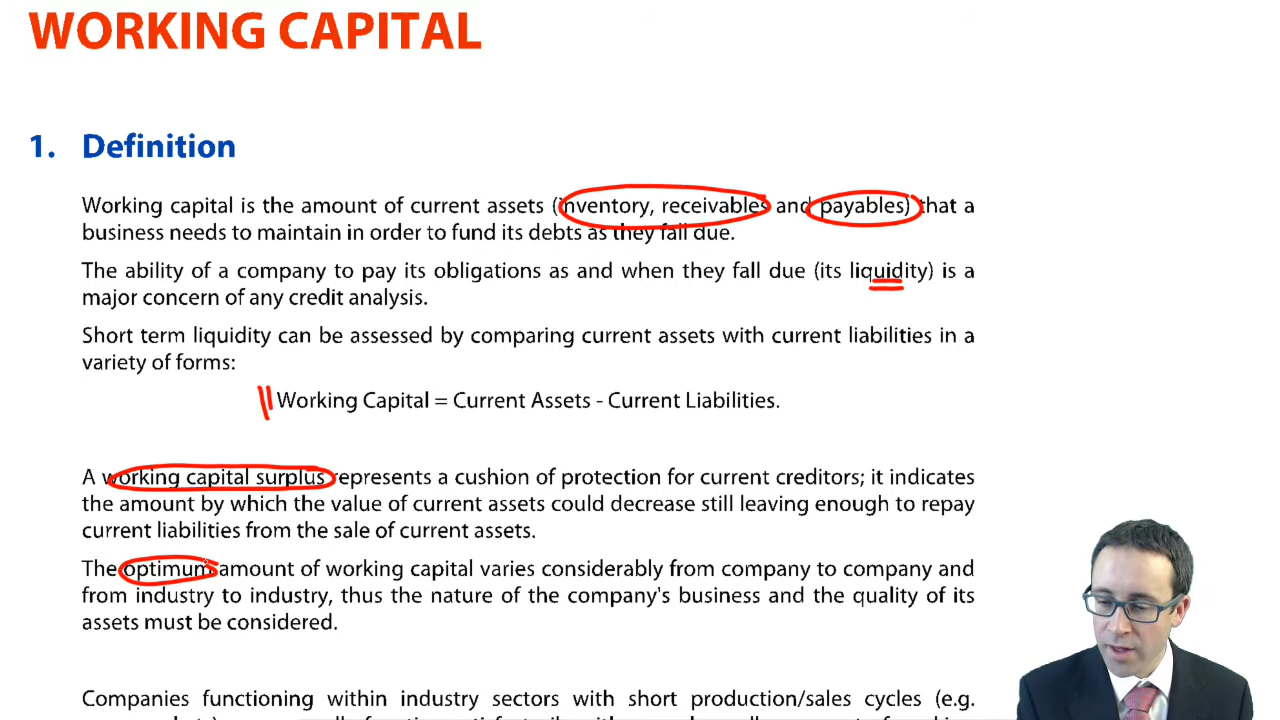 WORKING CAPITAL
1. Definition
Working capital is the amount of current assets (inventory, receivables and payables) that a
business needs to maintain in order to fund its debts as they fall due.
The ability of a company to pay its obligations as and when they fall due (its liquidity) is a
major concern of any credit analysis.
Short term liquidity can be assessed by comparing current assets with current liabilities in a
variety of forms:
Working Capital = Current Assets - Current Liabilities.
A working capital surplus represents a cushion of protection for current creditors; it indicates
the amount by which the value of current assets could decrease still leaving enough to repay
current liabilities from the sale of current assets.
The optimum amount of working capital varies considerably from company to company and
from industry to industry, thus the nature of the company's business and the quality of its
assets must be considered.
Companies functioning within industry sectors with short production/sales cycles (e.g.